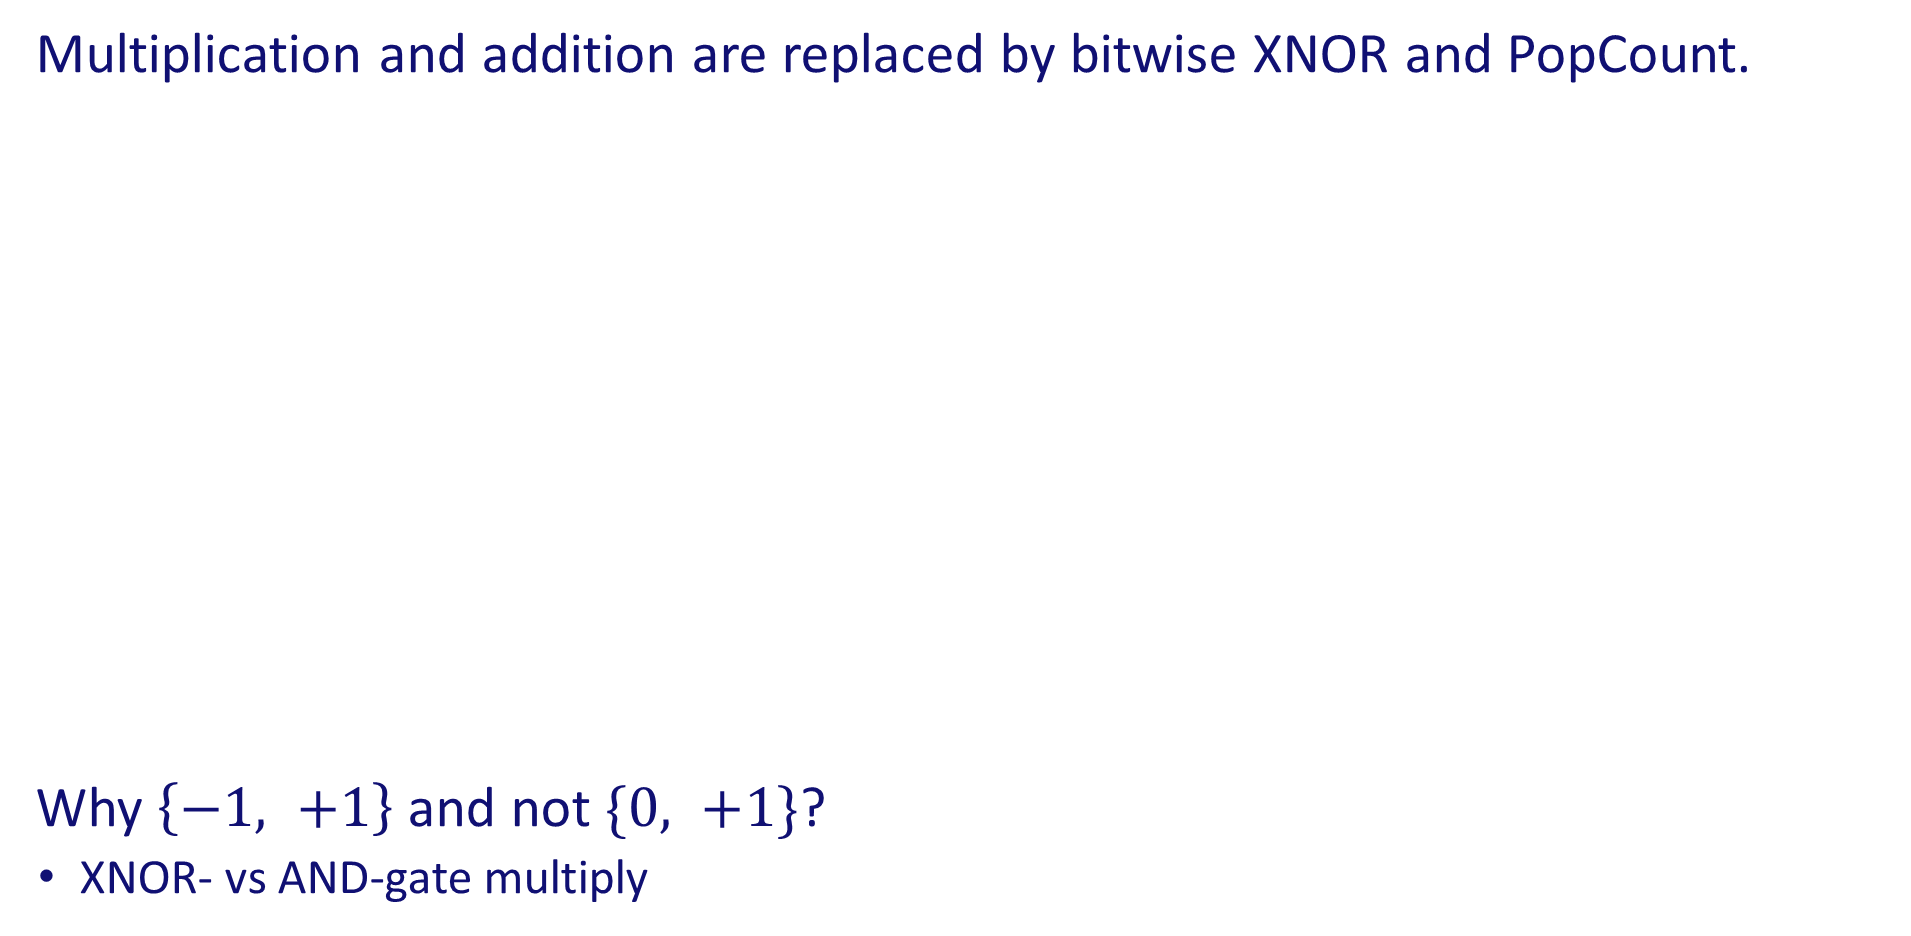 Multiplication and addition are replaced by bitwise XNOR and PopCount.
Why {−1, +1} and not {0, +1}?
• XNOR- vs AND-gate multiply